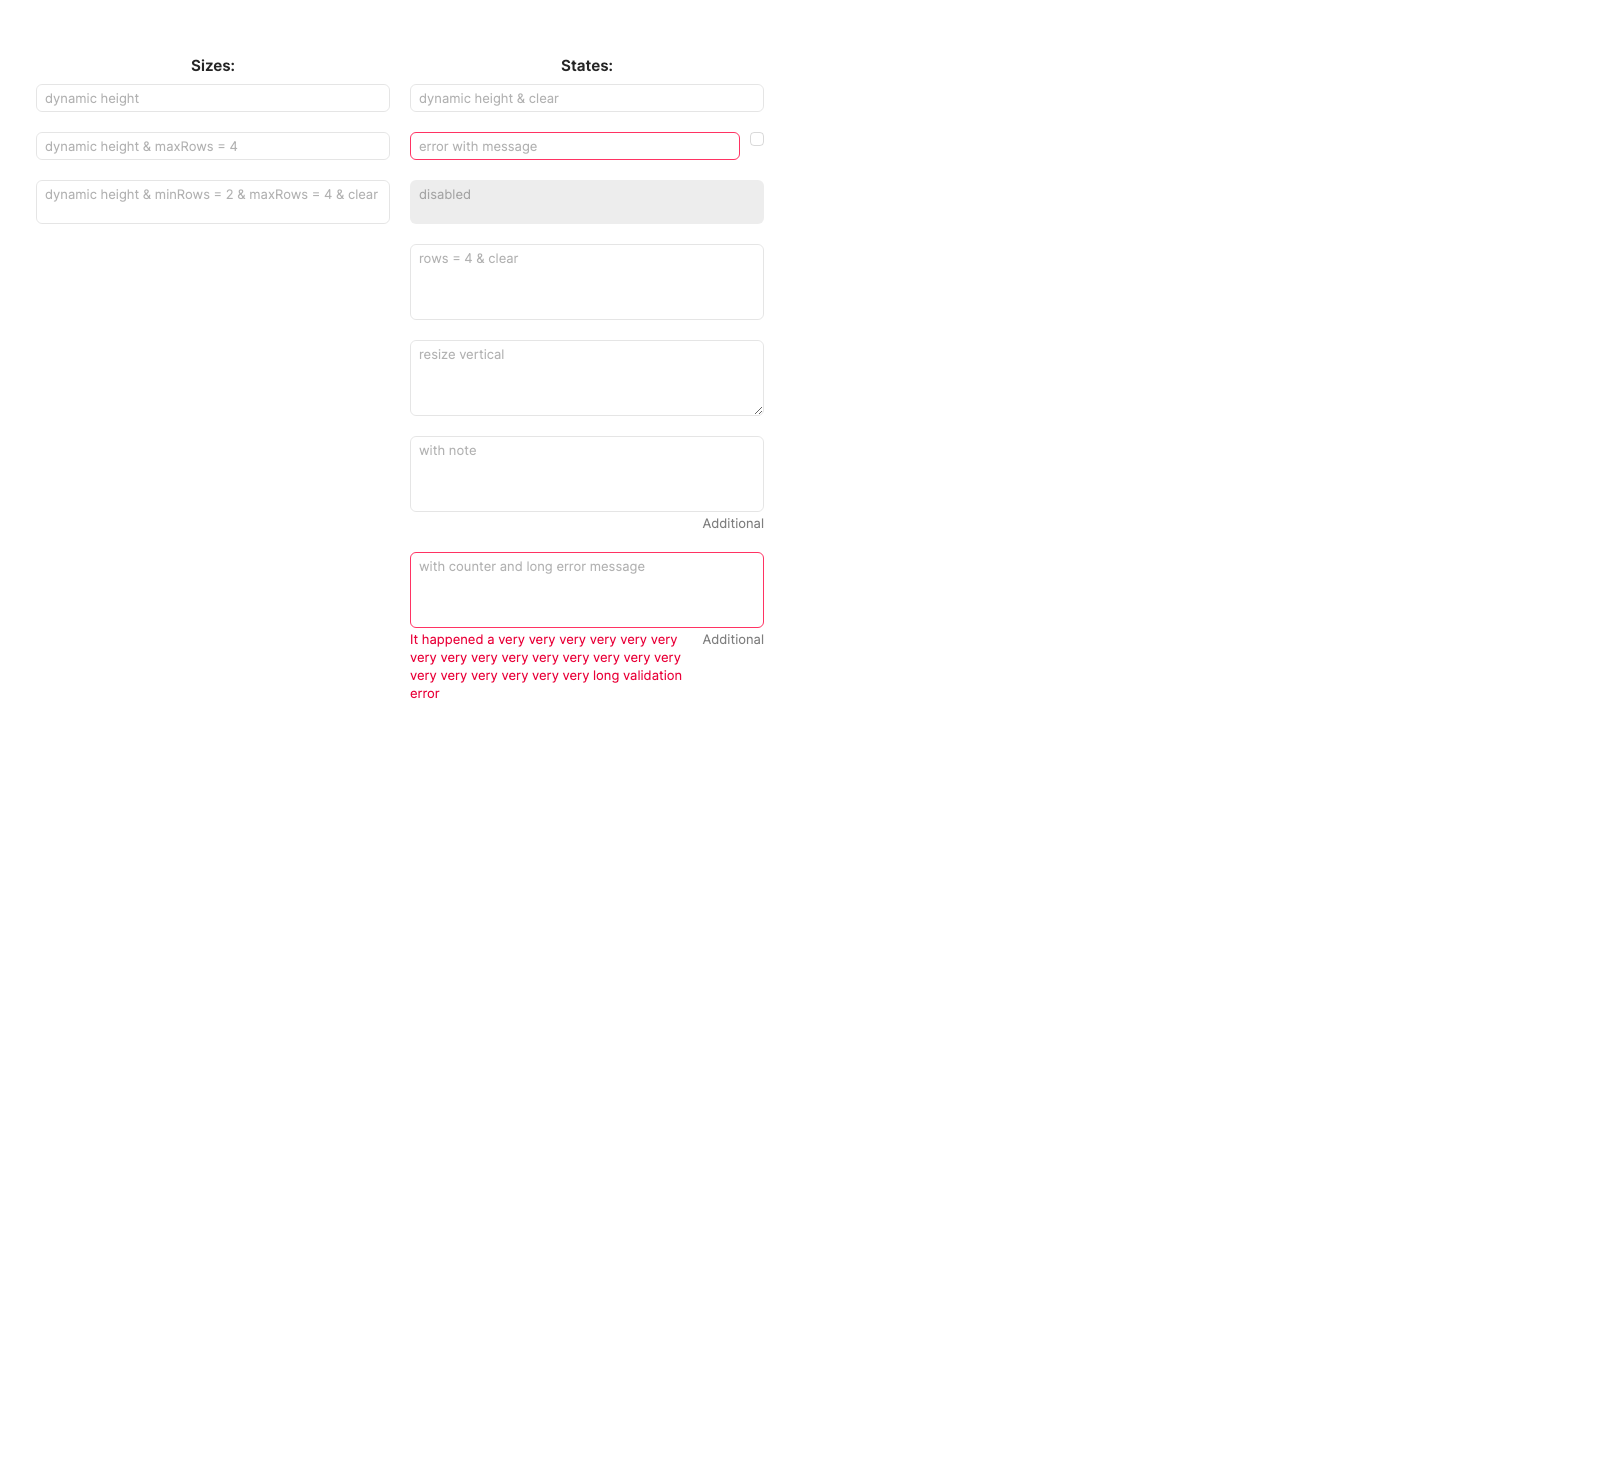 Sizes:
dynamic height
dynamic height & maxRows = 4
dynamic height & minRows = 2 & maxRows = 4 & clear
States:
dynamic height & clear
error with message
disabled
rows = 4 & clear
resize vertical
with note
Additional
with counter and long error message
It happened a very very very very very very
very very very very very very very very very
very very very very very very long validation
error
Additional